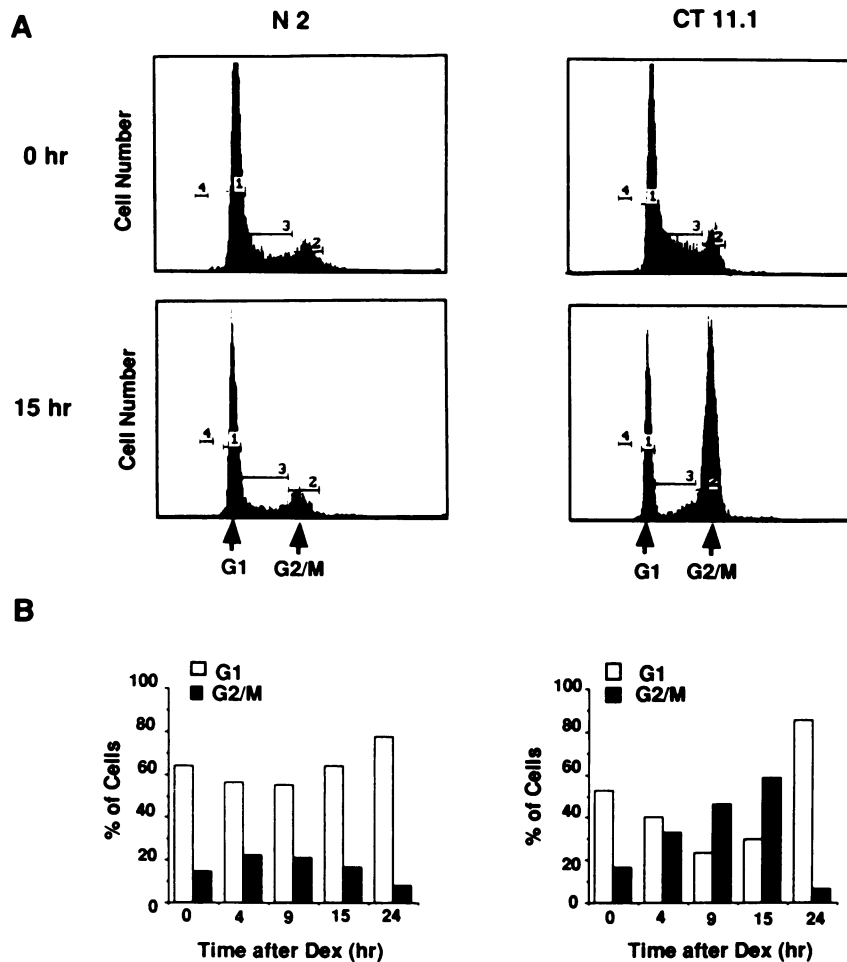 A
N 2
CT 11.1
0 hr
Cell Number
4
1
3
2
4
1
3
2
15 hr
Cell Number
4
1
3
2
4
1
3
2
G1
G2/M
G1
G2/M
B
G1
G2/M
100
80
60
40
20
0
% of Cells
0 4 9 15 24
Time after Dex (hr)
G1
G2/M
100
80
60
40
20
0
% of Cells
0 4 9 15 24
Time after Dex (hr)